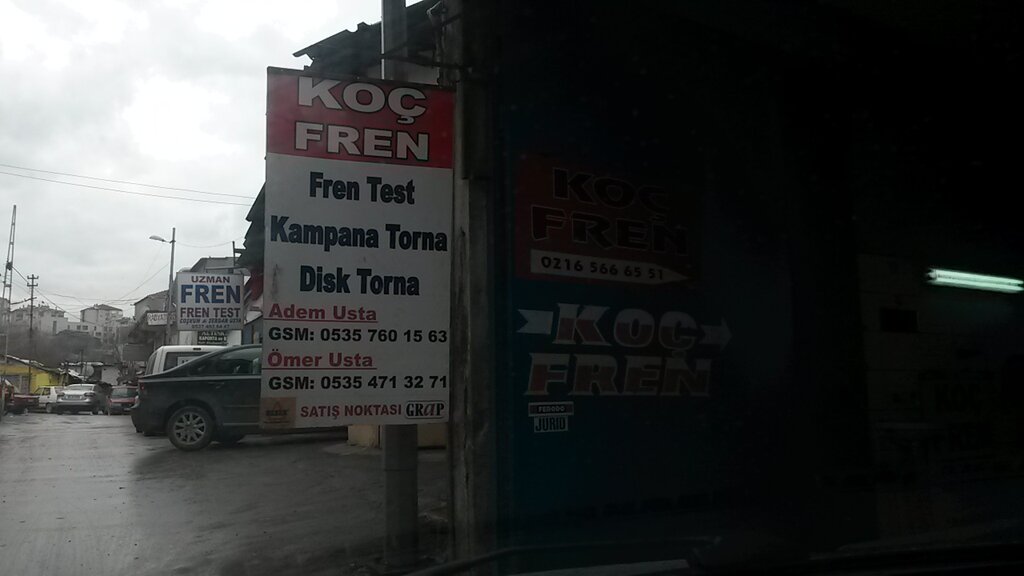 KOÇ
FREN
Fren Test
Kampana Torna
Disk Torna
Adem Usta
GSM: 0535 760 15 63
Ömer Usta
GSM: 0535 471 32 71
SATIŞ NOKTASI GRAP
UZMAN
FREN
FREN TEST
KOÇ
FREN
0216 566 65 51
KOÇ
FREN
FERODO
JURID